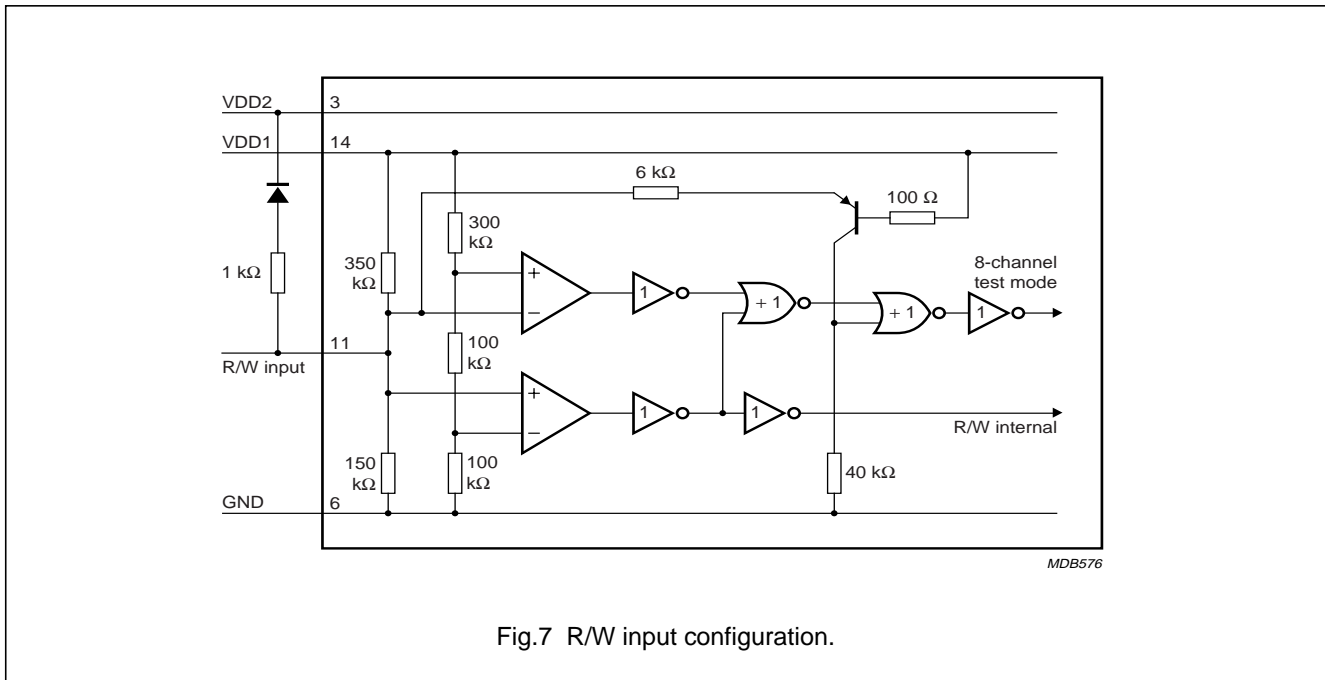 VDD2 3
VDD1 14
6 kΩ
100 Ω
300
kΩ
350
kΩ
1 kΩ
+
−
1
+ 1
+ 1
1
8-channel
test mode
100
kΩ
11
R/W input
+
−
1
1
R/W internal
150
kΩ
100
kΩ
40 kΩ
GND 6
MDB576
Fig.7 R/W input configuration.